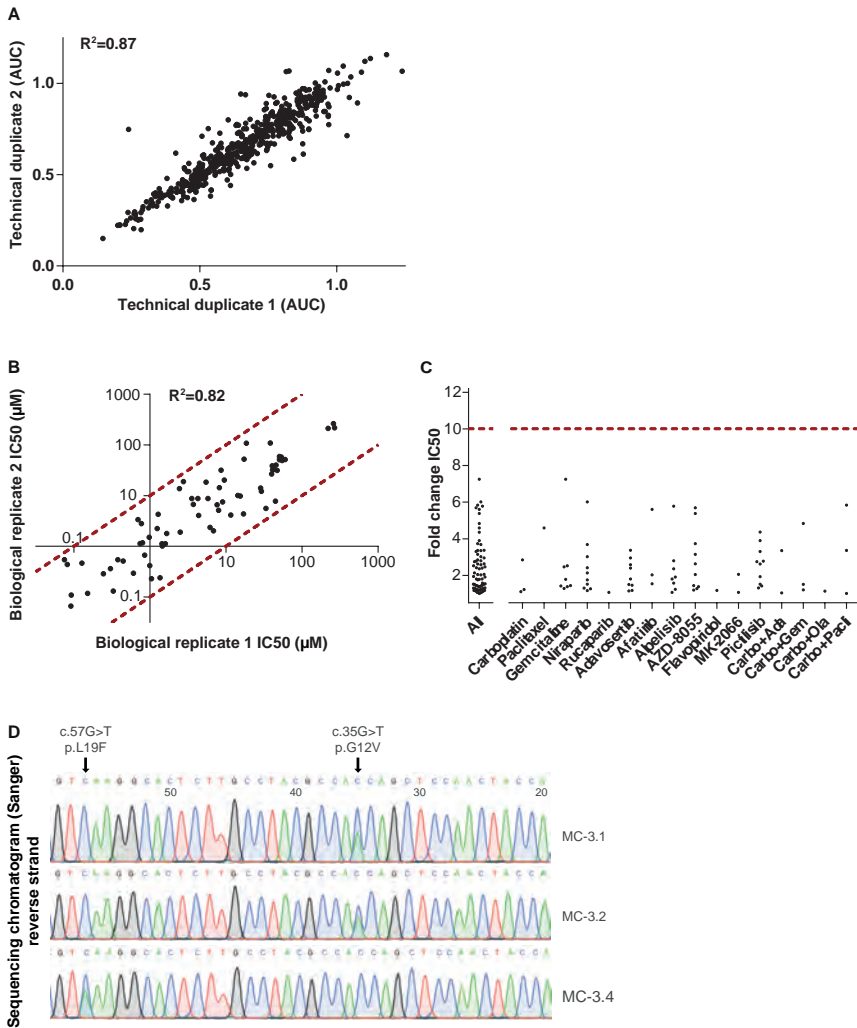 A
R²=0.87
Technical duplicate 2 (AUC)
1.0
0.5
0.0
0.0 0.5 1.0
Technical duplicate 1 (AUC)
B
R²=0.82
Biological replicate 2 IC50 (µM)
1000
100
10
0.1
0.1
10 100 1000
Biological replicate 1 IC50 (µM)
C
Fold change IC50
12
10
8
6
4
2
All
Carboplatin
Paclitaxel
Gemcitabine
Niraparib
Rucaparib
Adavosertib
Afatinib
Alpelisib
AZD-8055
Flavopiridol
MK-2066
Pictilisib
Carbo+Adri
Carbo+Gem
Carbo+Ola
Carbo+Pacli
D
c.57G>T
p.L19F
c.35G>T
p.G12V
Sequencing chromatogram (Sanger)
reverse strand
G T C A A G G C A C T C T T G C C T A C G C C A C C A G C T C C A A C T A C C A
50 40 30 20
MC-3.1
G T C A A G G C A C T C T T G C C T A C G C C A C C A G C T C C A A C T A C C A
MC-3.2
G T C A A G G C A C T C T T G C C T A C G C C A C C A G C T C C A A C T A C C A
MC-3.4